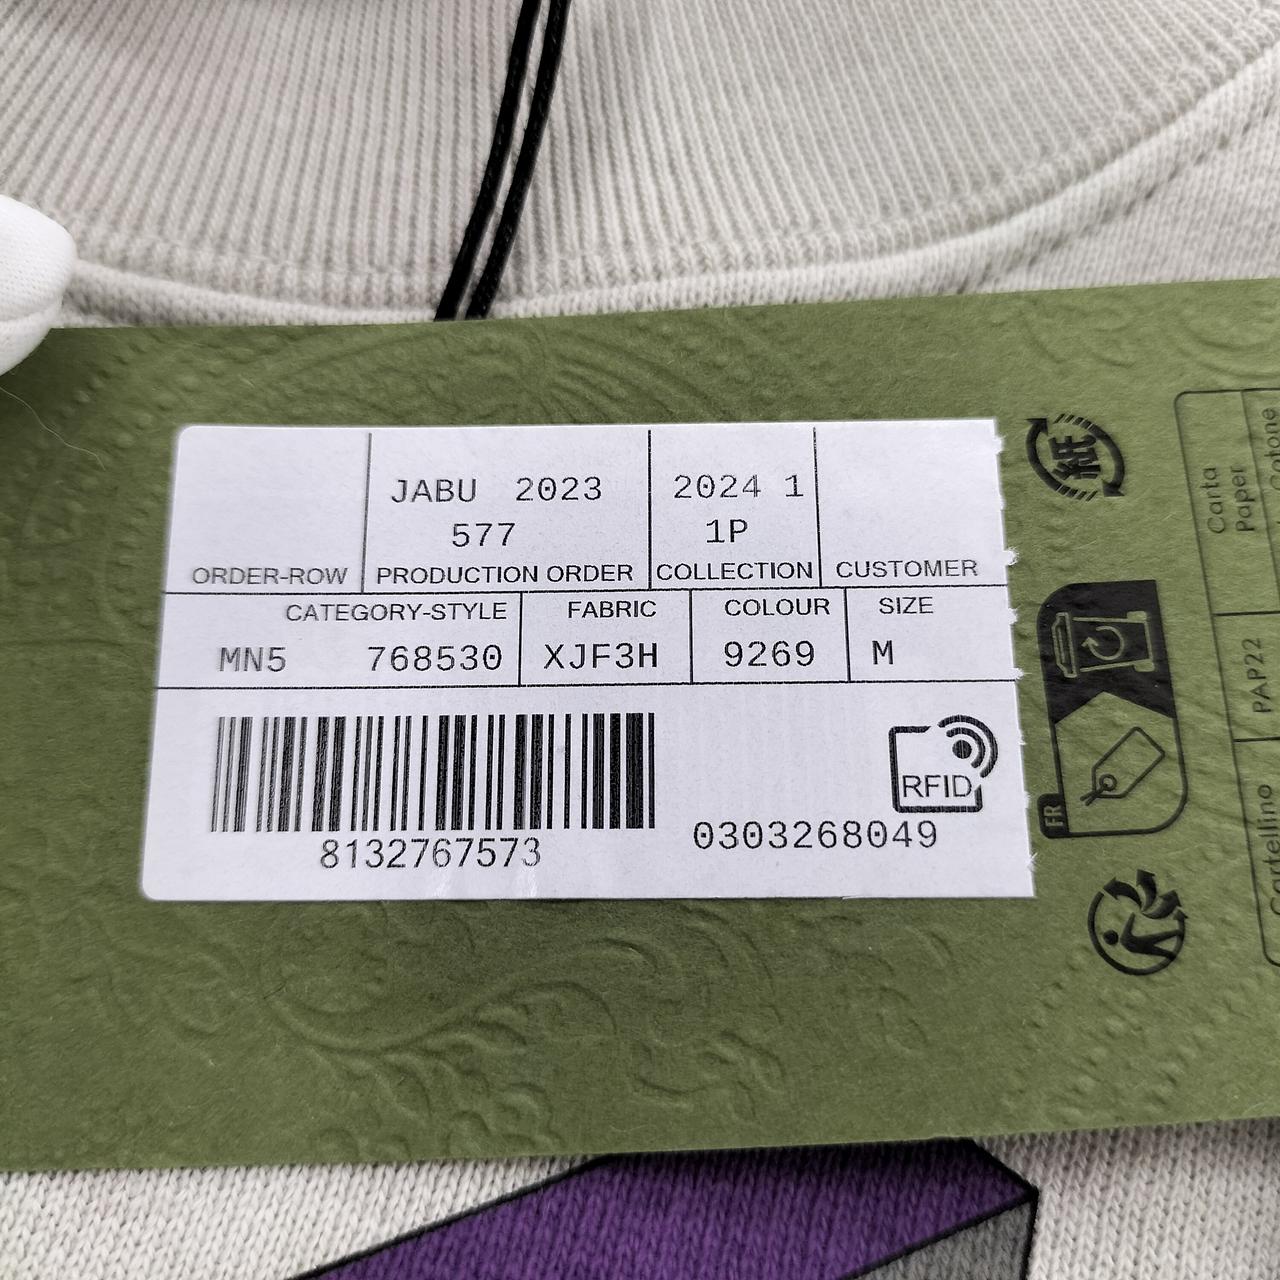 JABU 2023
577
2024 1
1P
ORDER-ROW
PRODUCTION ORDER
COLLECTION
CUSTOMER
CATEGORY-STYLE
FABRIC
COLOUR
SIZE
MN5 768530
XJF3H
9269
M
RFID
8132767573
0303268049
紙
FR
Carta
Paper
PAP22
Cartellino